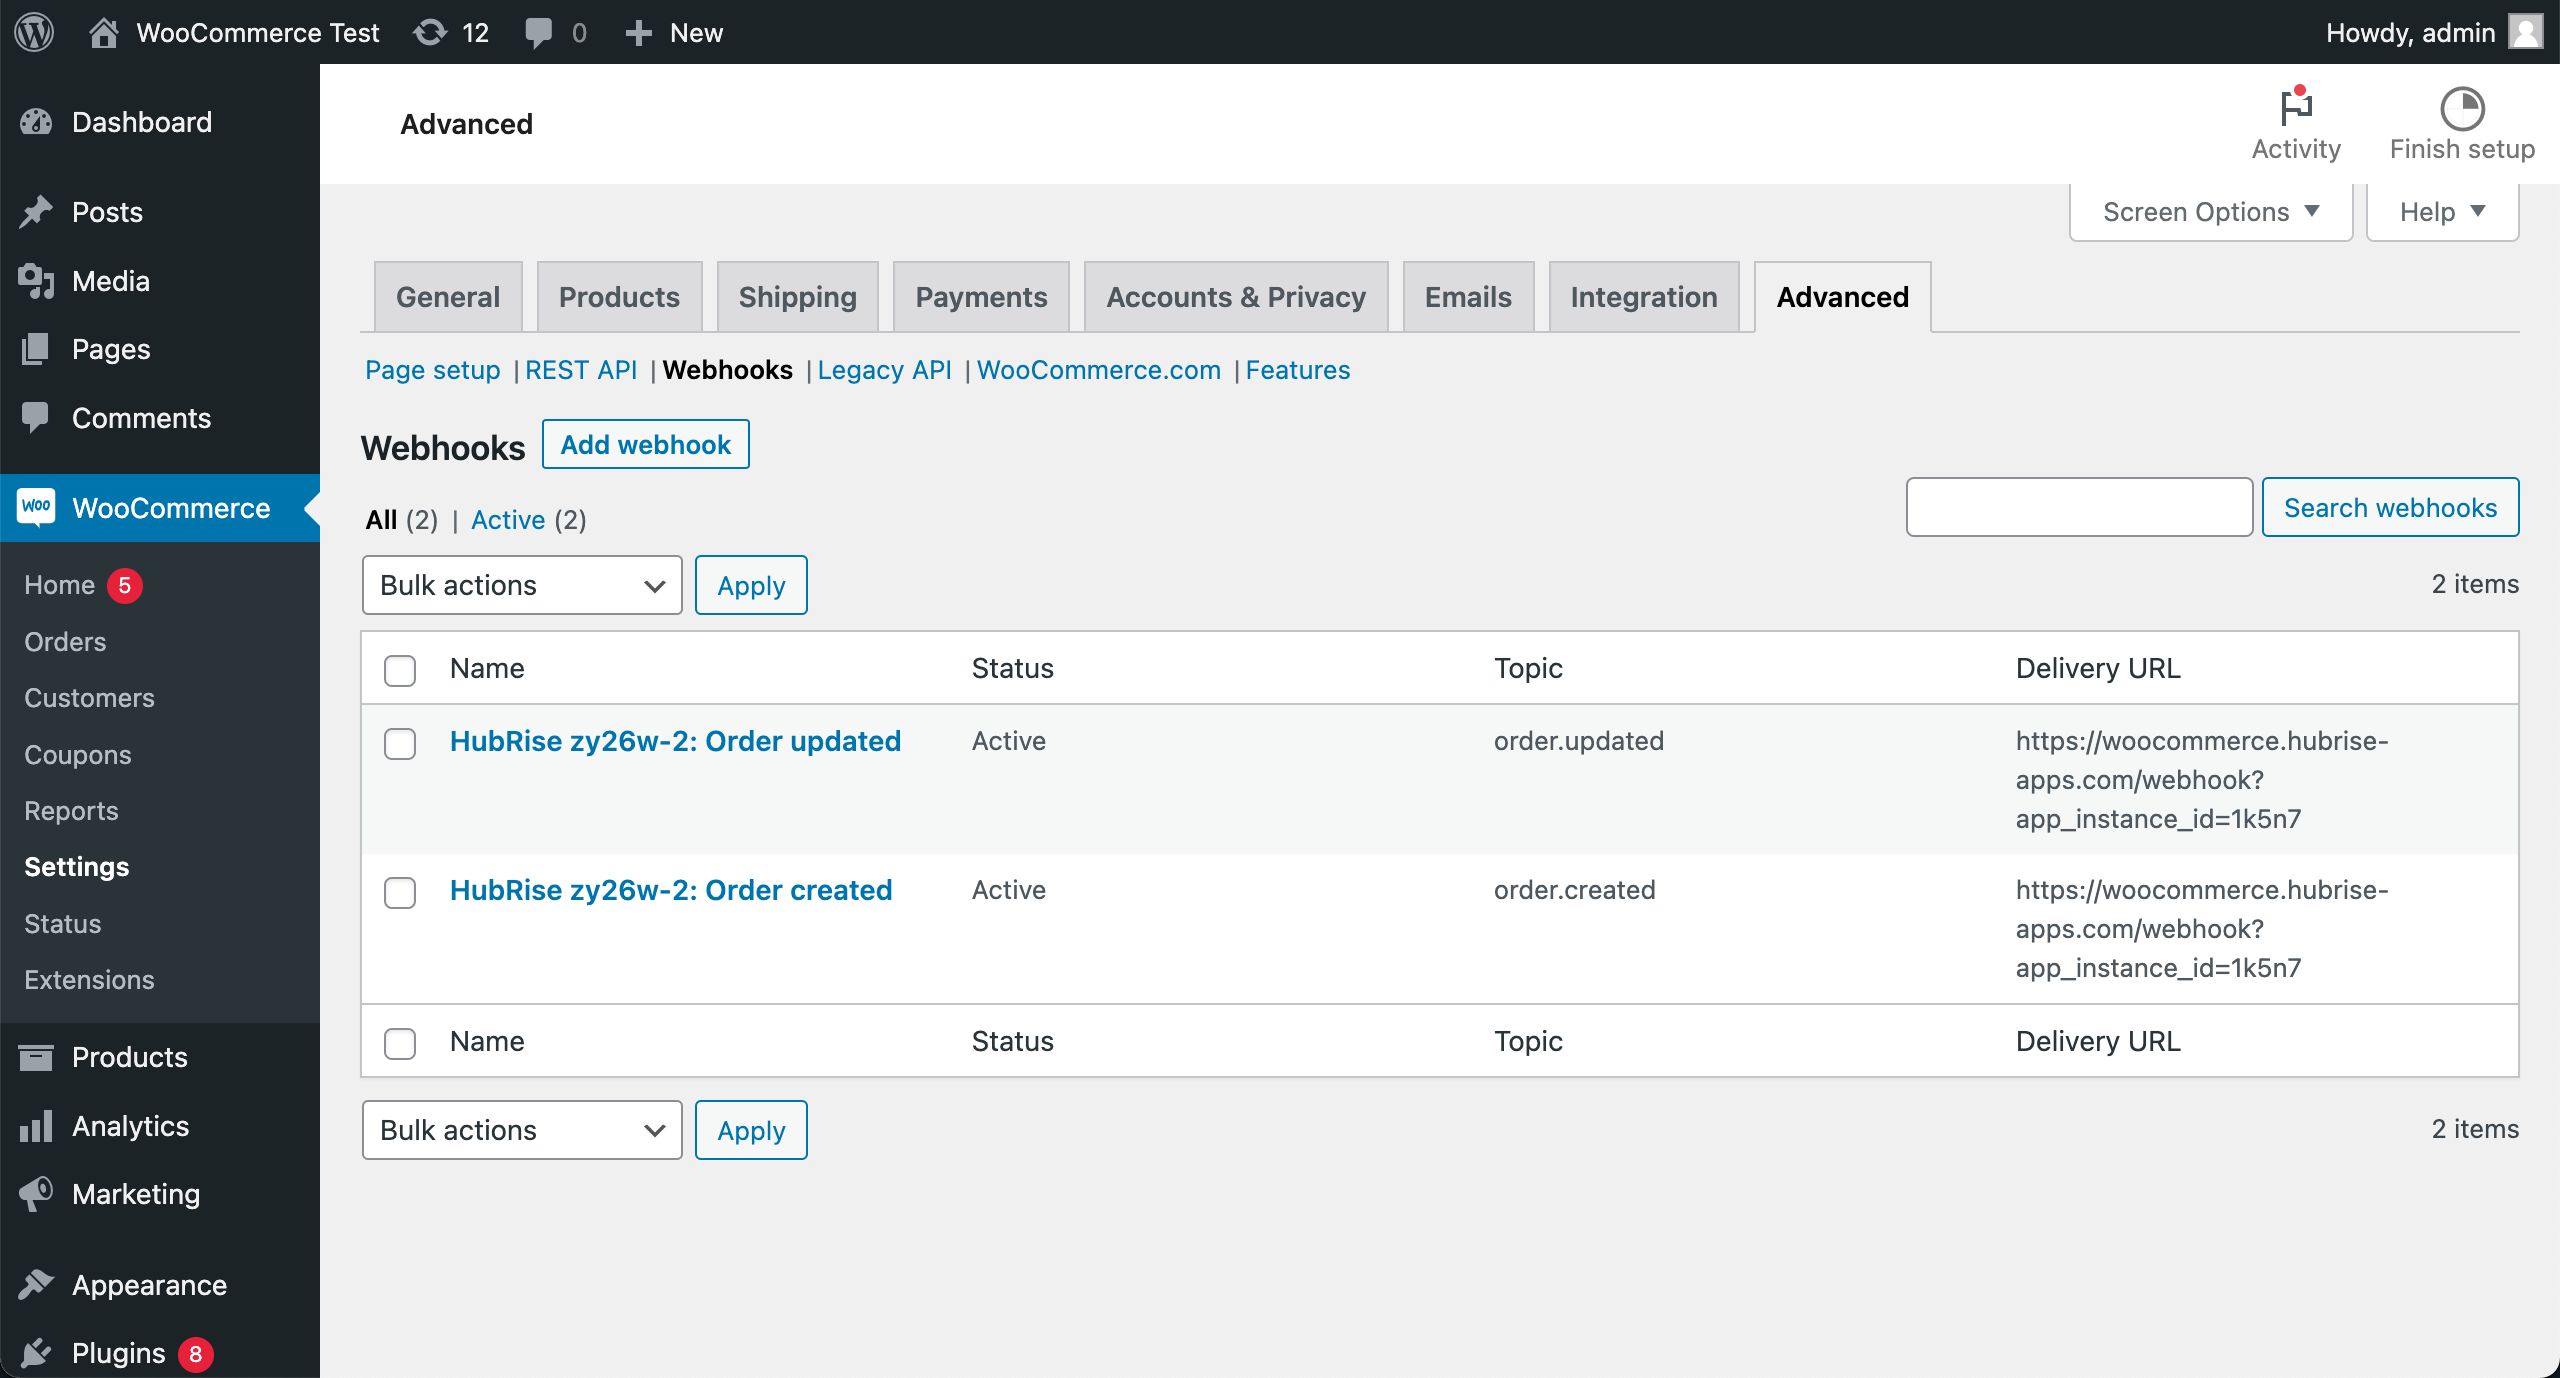 WooCommerce Test 12 0 New Howdy, admin
Dashboard
Posts
Media
Pages
Comments
Woo WooCommerce
Home 5
Orders
Customers
Coupons
Reports
Settings
Status
Extensions
Products
Analytics
Marketing
Appearance
Plugins 8
Advanced
Activity
Finish setup
Screen Options
Help
General Products Shipping Payments Accounts & Privacy Emails Integration Advanced
Page setup | REST API | Webhooks | Legacy API | WooCommerce.com | Features
Webhooks Add webhook
All (2) | Active (2)
Search webhooks
Bulk actions Apply 2 items
Name Status Topic Delivery URL
HubRise zy26w-2: Order updated Active order.updated https://woocommerce.hubrise-
apps.com/webhook?
app_instance_id=1k5n7
HubRise zy26w-2: Order created Active order.created https://woocommerce.hubrise-
apps.com/webhook?
app_instance_id=1k5n7
Name Status Topic Delivery URL
Bulk actions Apply 2 items